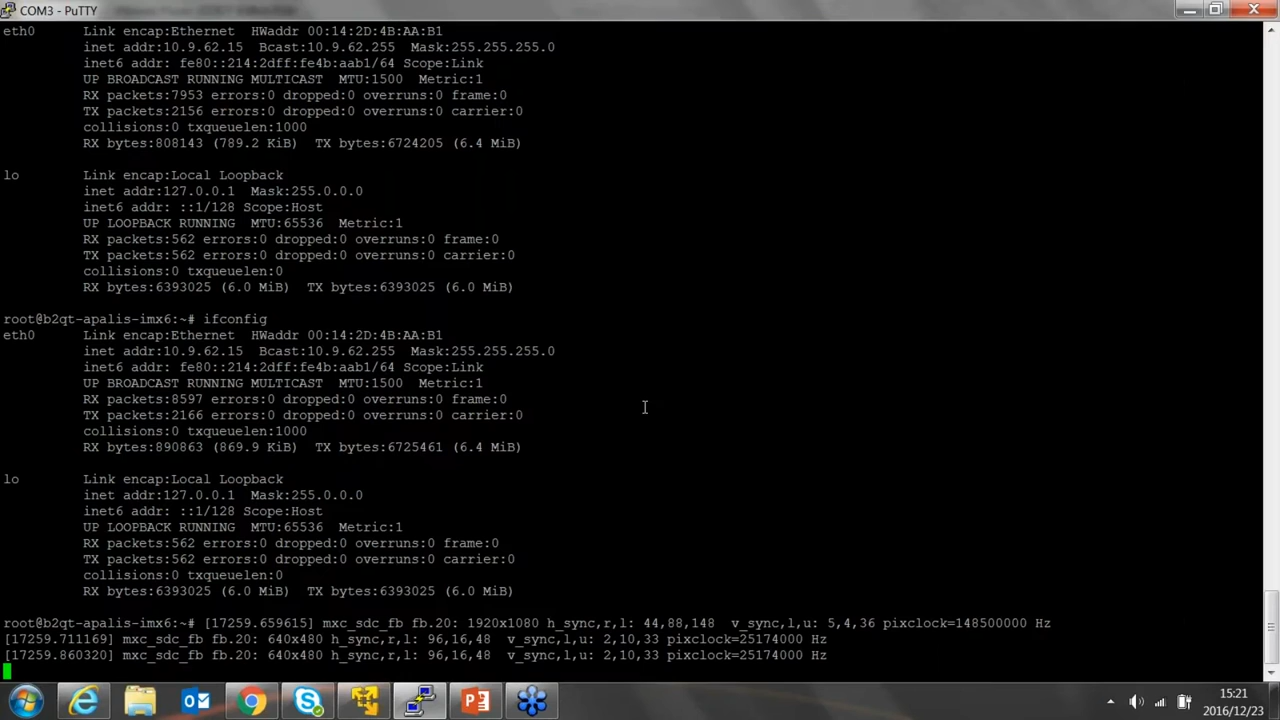 COM3 - PuTTY
eth0 Link encap:Ethernet HWaddr 00:14:2D:4B:AA:B1
inet addr:10.9.62.15 Bcast:10.9.62.255 Mask:255.255.255.0
inet6 addr: fe80::214:2dff:fe4b:aab1/64 Scope:Link
UP BROADCAST RUNNING MULTICAST MTU:1500 Metric:1
RX packets:7953 errors:0 dropped:0 overruns:0 frame:0
TX packets:2156 errors:0 dropped:0 overruns:0 carrier:0
collisions:0 txqueuelen:1000
RX bytes:808143 (789.2 KiB) TX bytes:6724205 (6.4 MiB)
lo Link encap:Local Loopback
inet addr:127.0.0.1 Mask:255.0.0.0
inet6 addr: ::1/128 Scope:Host
UP LOOPBACK RUNNING MTU:65536 Metric:1
RX packets:562 errors:0 dropped:0 overruns:0 frame:0
TX packets:562 errors:0 dropped:0 overruns:0 carrier:0
collisions:0 txqueuelen:0
RX bytes:6393025 (6.0 MiB) TX bytes:6393025 (6.0 MiB)
root@b2qt-apalis-imx6:~# ifconfig
eth0 Link encap:Ethernet HWaddr 00:14:2D:4B:AA:B1
inet addr:10.9.62.15 Bcast:10.9.62.255 Mask:255.255.255.0
inet6 addr: fe80::214:2dff:fe4b:aab1/64 Scope:Link
UP BROADCAST RUNNING MULTICAST MTU:1500 Metric:1
RX packets:8597 errors:0 dropped:0 overruns:0 frame:0
TX packets:2166 errors:0 dropped:0 overruns:0 carrier:0
collisions:0 txqueuelen:1000
RX bytes:890863 (869.9 KiB) TX bytes:6725461 (6.4 MiB)
lo Link encap:Local Loopback
inet addr:127.0.0.1 Mask:255.0.0.0
inet6 addr: ::1/128 Scope:Host
UP LOOPBACK RUNNING MTU:65536 Metric:1
RX packets:562 errors:0 dropped:0 overruns:0 frame:0
TX packets:562 errors:0 dropped:0 overruns:0 carrier:0
collisions:0 txqueuelen:0
RX bytes:6393025 (6.0 MiB) TX bytes:6393025 (6.0 MiB)
root@b2qt-apalis-imx6:~# [17259.659615] mxc_sdc_fb fb.20: 1920x1080 h_sync,r,l: 44,88,148 v_sync,l,u: 5,4,36 pixclock=148500000 Hz
[17259.711169] mxc_sdc_fb fb.20: 640x480 h_sync,r,l: 96,16,48 v_sync,l,u: 2,10,33 pixclock=25174000 Hz
[17259.860320] mxc_sdc_fb fb.20: 640x480 h_sync,r,l: 96,16,48 v_sync,l,u: 2,10,33 pixclock=25174000 Hz
15:21
2016/12/23